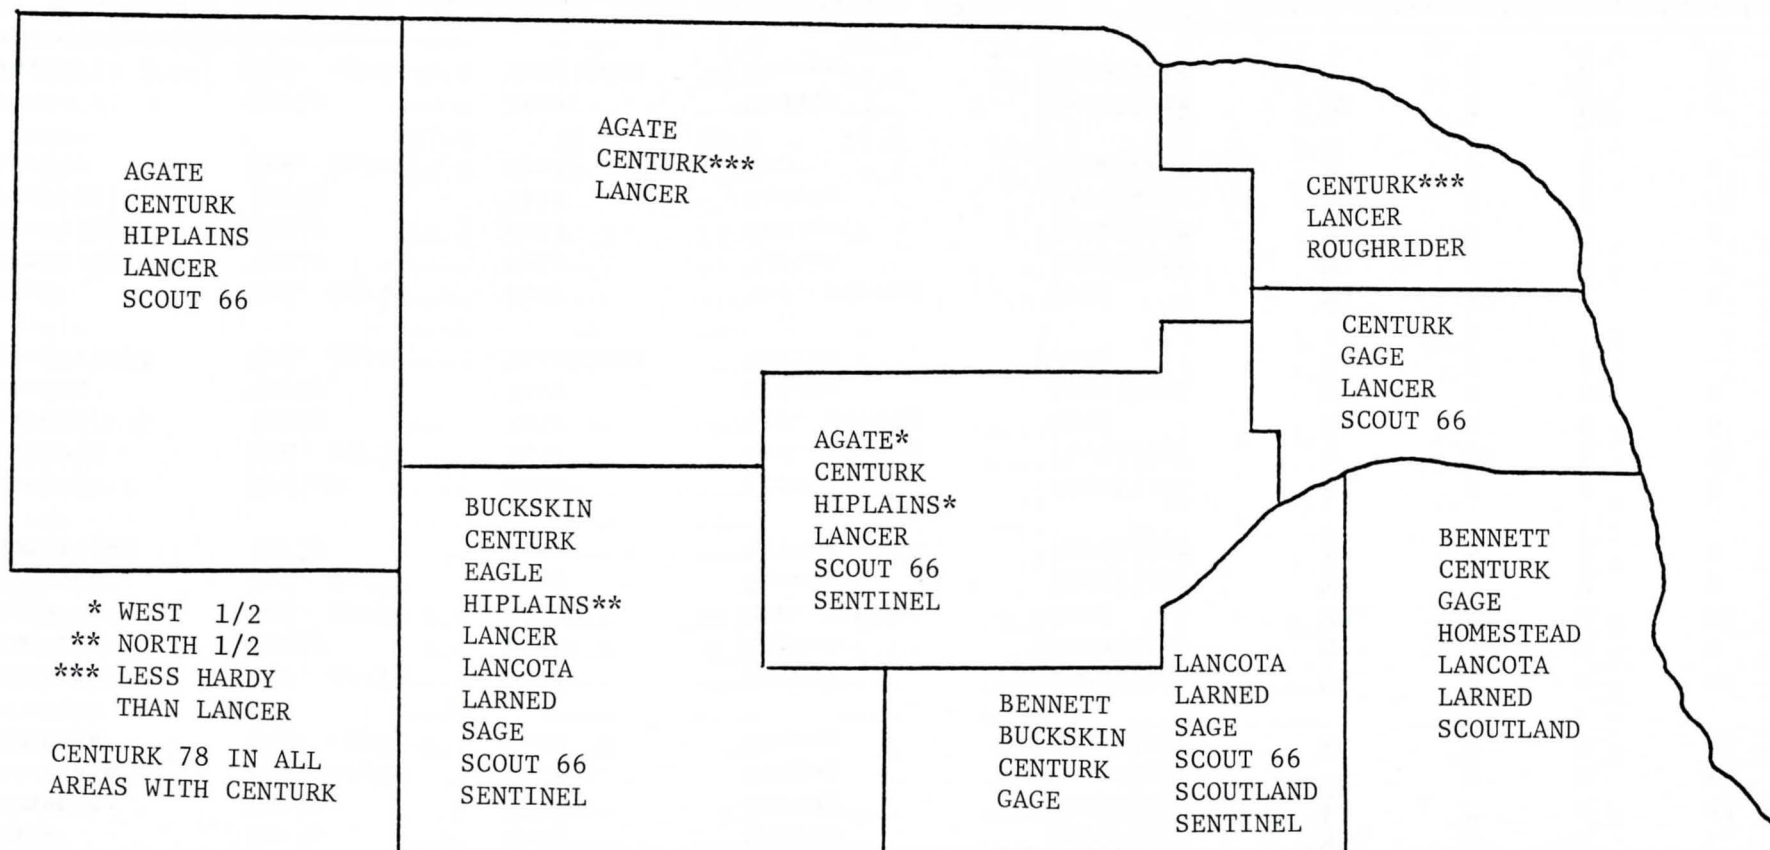 AGATE
CENTURK
HIPLAINS
LANCER
SCOUT 66
AGATE
CENTURK***
LANCER
CENTURK***
LANCER
ROUGHRIDER
CENTURK
GAGE
LANCER
SCOUT 66
AGATE*
CENTURK
HIPLAINS*
LANCER
SCOUT 66
SENTINEL
BUCKSKIN
CENTURK
EAGLE
HIPLAINS**
LANCER
LANCOTA
LARNED
SAGE
SCOUT 66
SENTINEL
BENNETT
BUCKSKIN
CENTURK
GAGE
LANCOTA
LARNED
SAGE
SCOUT 66
SCOUTLAND
SENTINEL
BENNETT
CENTURK
GAGE
HOMESTEAD
LANCOTA
LARNED
SCOUTLAND
* WEST 1/2
** NORTH 1/2
*** LESS HARDY
THAN LANCER
CENTURK 78 IN ALL
AREAS WITH CENTURK